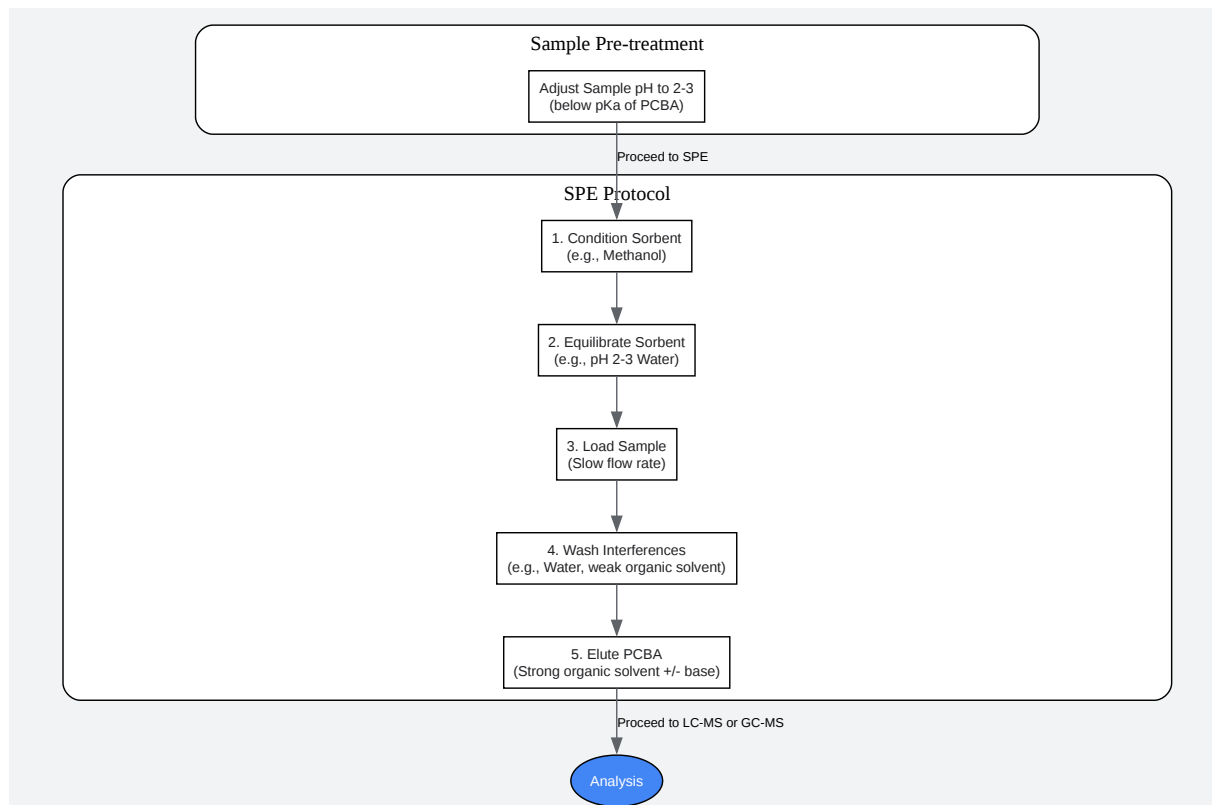 Sample Pre-treatment
Adjust Sample pH to 2-3
(below pKa of PCBA)
Proceed to SPE
SPE Protocol
1. Condition Sorbent
(e.g., Methanol)
2. Equilibrate Sorbent
(e.g., pH 2-3 Water)
3. Load Sample
(Slow flow rate)
4. Wash Interferences
(e.g., Water, weak organic solvent)
5. Elute PCBA
(Strong organic solvent +/- base)
Proceed to LC-MS or GC-MS
Analysis